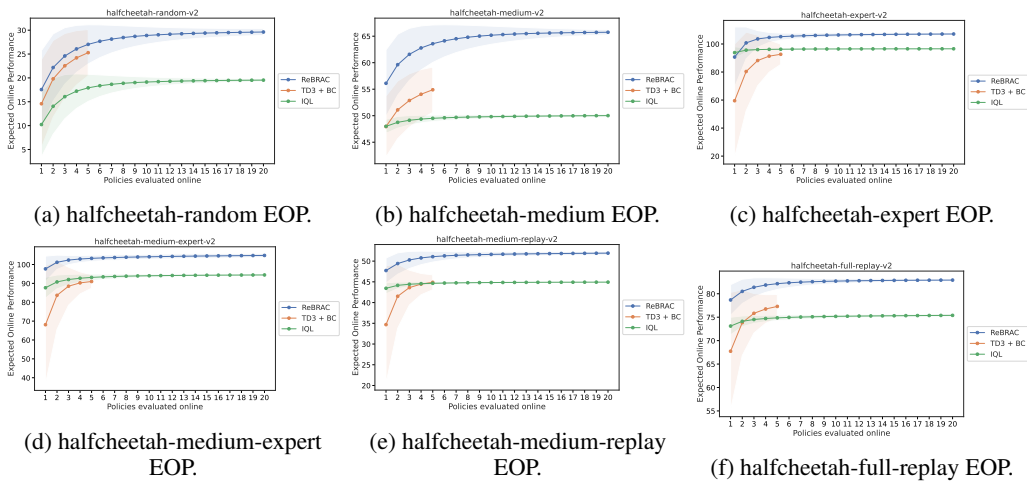 halfcheetah-random-v2
Expected Online Performance
30
25
20
15
10
5
1 2 3 4 5 6 7 8 9 10 11 12 13 14 15 16 17 18 19 20
Policies evaluated online
ReBRAC
TD3 + BC
IQL
(a) halfcheetah-random EOP.
halfcheetah-medium-v2
Expected Online Performance
65
60
55
50
45
1 2 3 4 5 6 7 8 9 10 11 12 13 14 15 16 17 18 19 20
Policies evaluated online
ReBRAC
TD3 + BC
IQL
(b) halfcheetah-medium EOP.
halfcheetah-expert-v2
Expected Online Performance
100
80
60
40
20
1 2 3 4 5 6 7 8 9 10 11 12 13 14 15 16 17 18 19 20
Policies evaluated online
ReBRAC
TD3 + BC
IQL
(c) halfcheetah-expert EOP.
halfcheetah-medium-expert-v2
Expected Online Performance
100
90
80
70
60
50
40
1 2 3 4 5 6 7 8 9 10 11 12 13 14 15 16 17 18 19 20
Policies evaluated online
ReBRAC
TD3 + BC
IQL
(d) halfcheetah-medium-expert
EOP.
halfcheetah-medium-replay-v2
Expected Online Performance
50
45
40
35
30
25
20
1 2 3 4 5 6 7 8 9 10 11 12 13 14 15 16 17 18 19 20
Policies evaluated online
ReBRAC
TD3 + BC
IQL
(e) halfcheetah-medium-replay
EOP.
halfcheetah-full-replay-v2
Expected Online Performance
80
75
70
65
60
55
1 2 3 4 5 6 7 8 9 10 11 12 13 14 15 16 17 18 19 20
Policies evaluated online
ReBRAC
TD3 + BC
IQL
(f) halfcheetah-full-replay EOP.